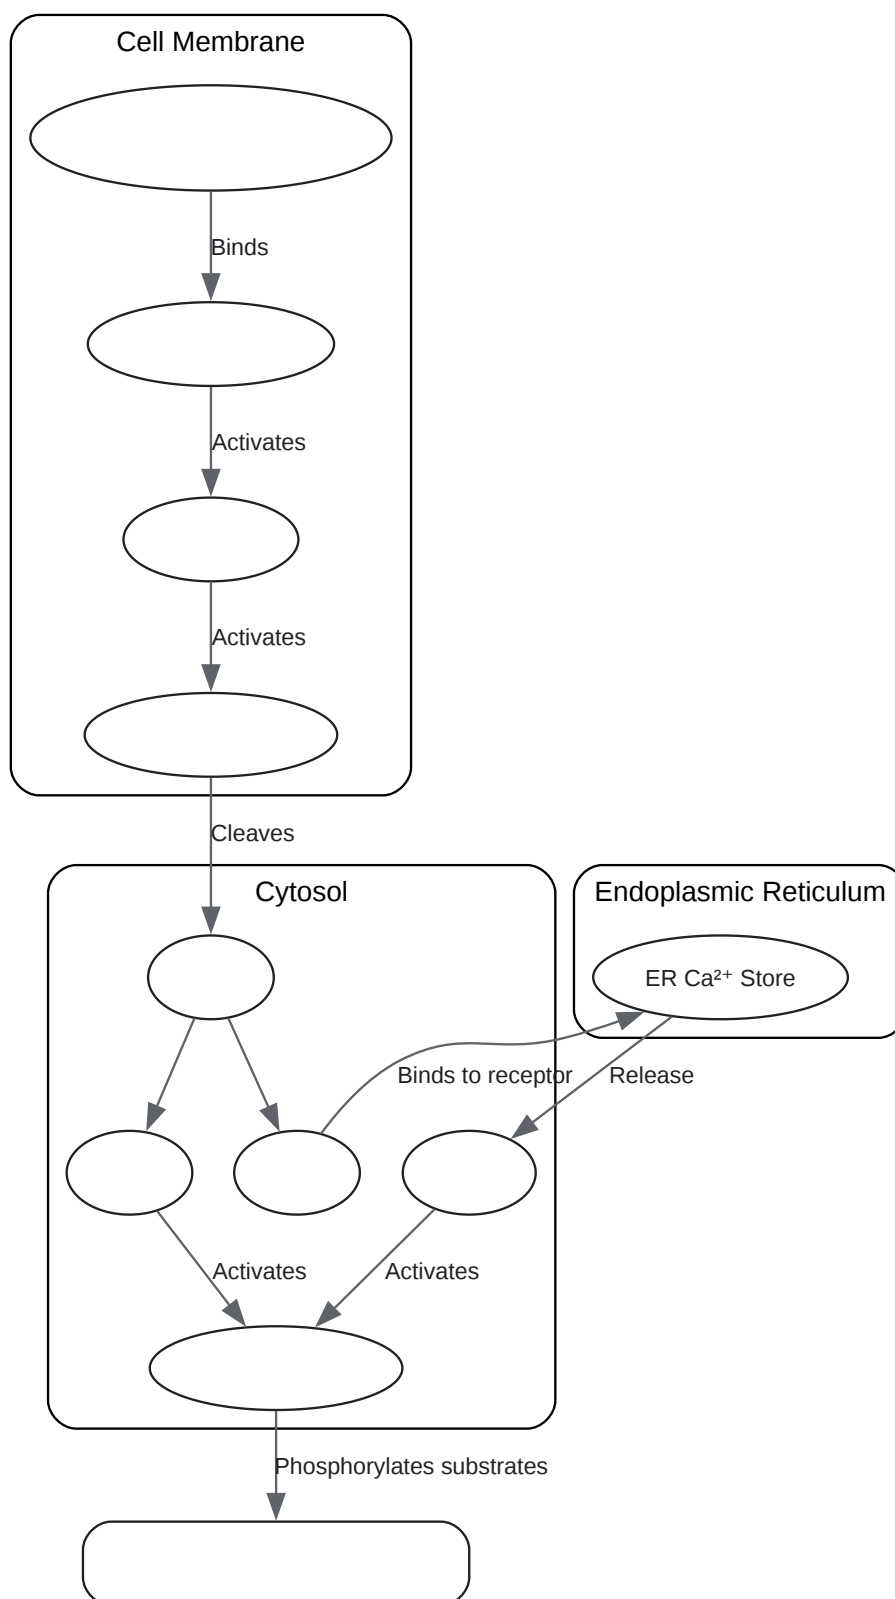 Cell Membrane
Binds
Activates
Activates
Cleaves
Cytosol
Endoplasmic Reticulum
ER Ca²⁺ Store
Binds to receptor
Release
Activates
Activates
Phosphorylates substrates